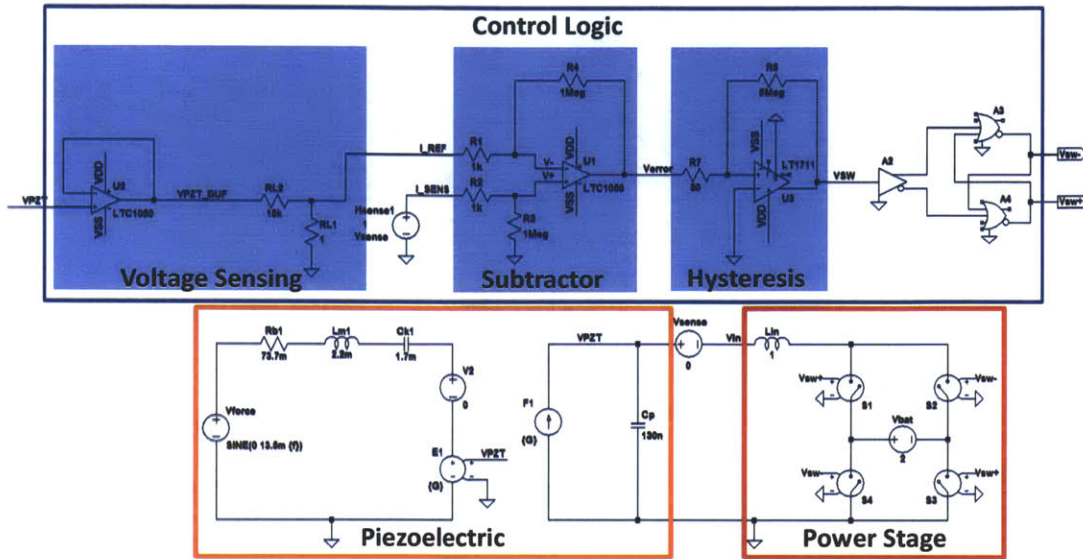 Control Logic
R4
1Meg
R6
5Meg
A3
VDD
U2
LTC1050
VSS
VPZT
VPZT_BUF
RL2
10k
RL1
1
I_REF
R1
1k
I_SENS
R2
1k
Hsense1
1
Vsense
V-
V+
VDD
U1
LTC1050
VSS
R3
1Meg
Verror
R7
50
VSS
LT1711
U3
VDD
VSW
A2
A4
Vsw-
Vsw+
Voltage Sensing
Subtractor
Hysteresis
Rb1
73.7m
Lm1
2.2m
Ck1
1.7m
V2
0
Vforce
SINE(0 13.5m {f})
E1
{G}
VPZT
F1
{G}
VPZT
Cp
130n
Vsense
0
Vin
Lin
1
Vsw+
S1
Vsw-
S2
Vbat
2
Vsw-
S4
Vsw+
S3
Piezoelectric
Power Stage